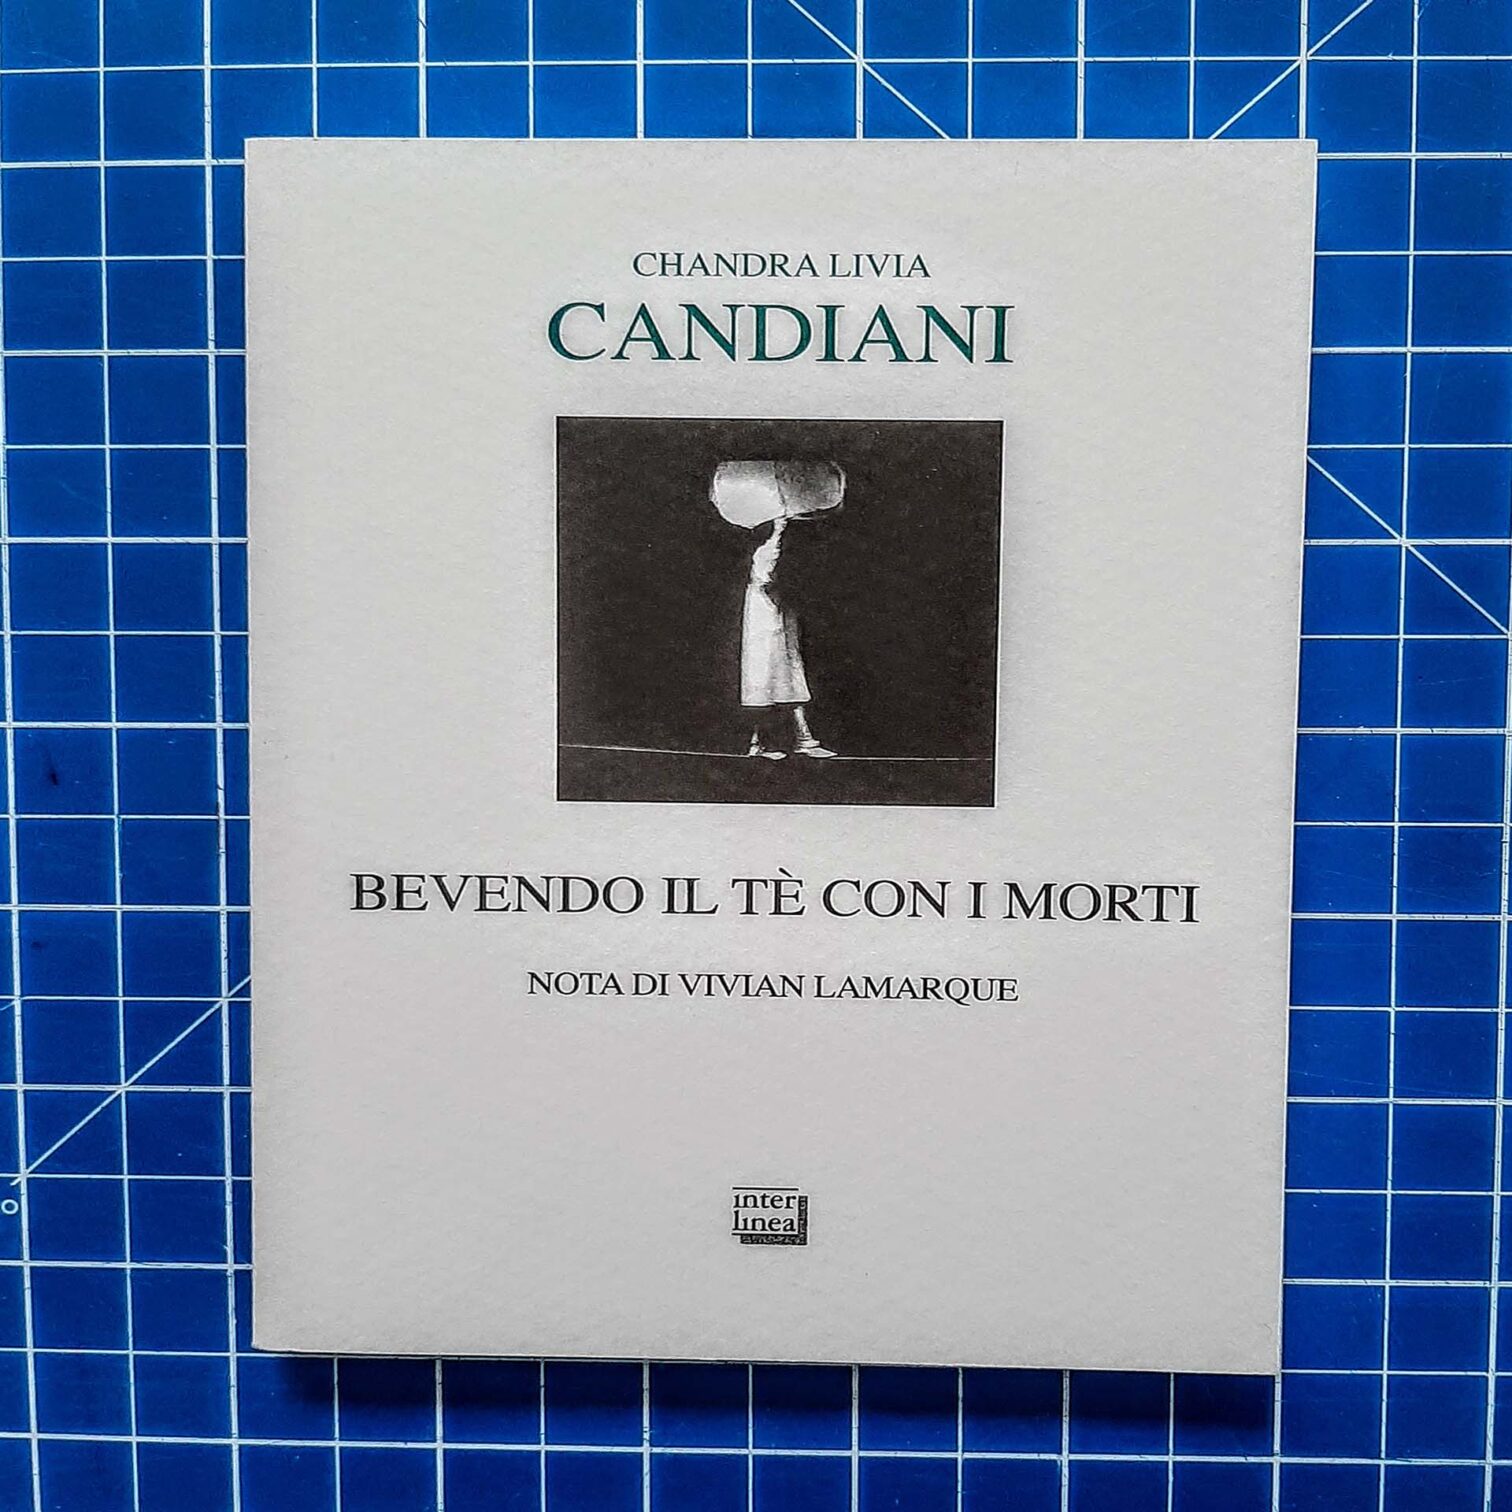 CHANDRA LIVIA
CANDIANI
BEVENDO IL TÈ CON I MORTI
NOTA DI VIVIAN LAMARQUE
inter
linea